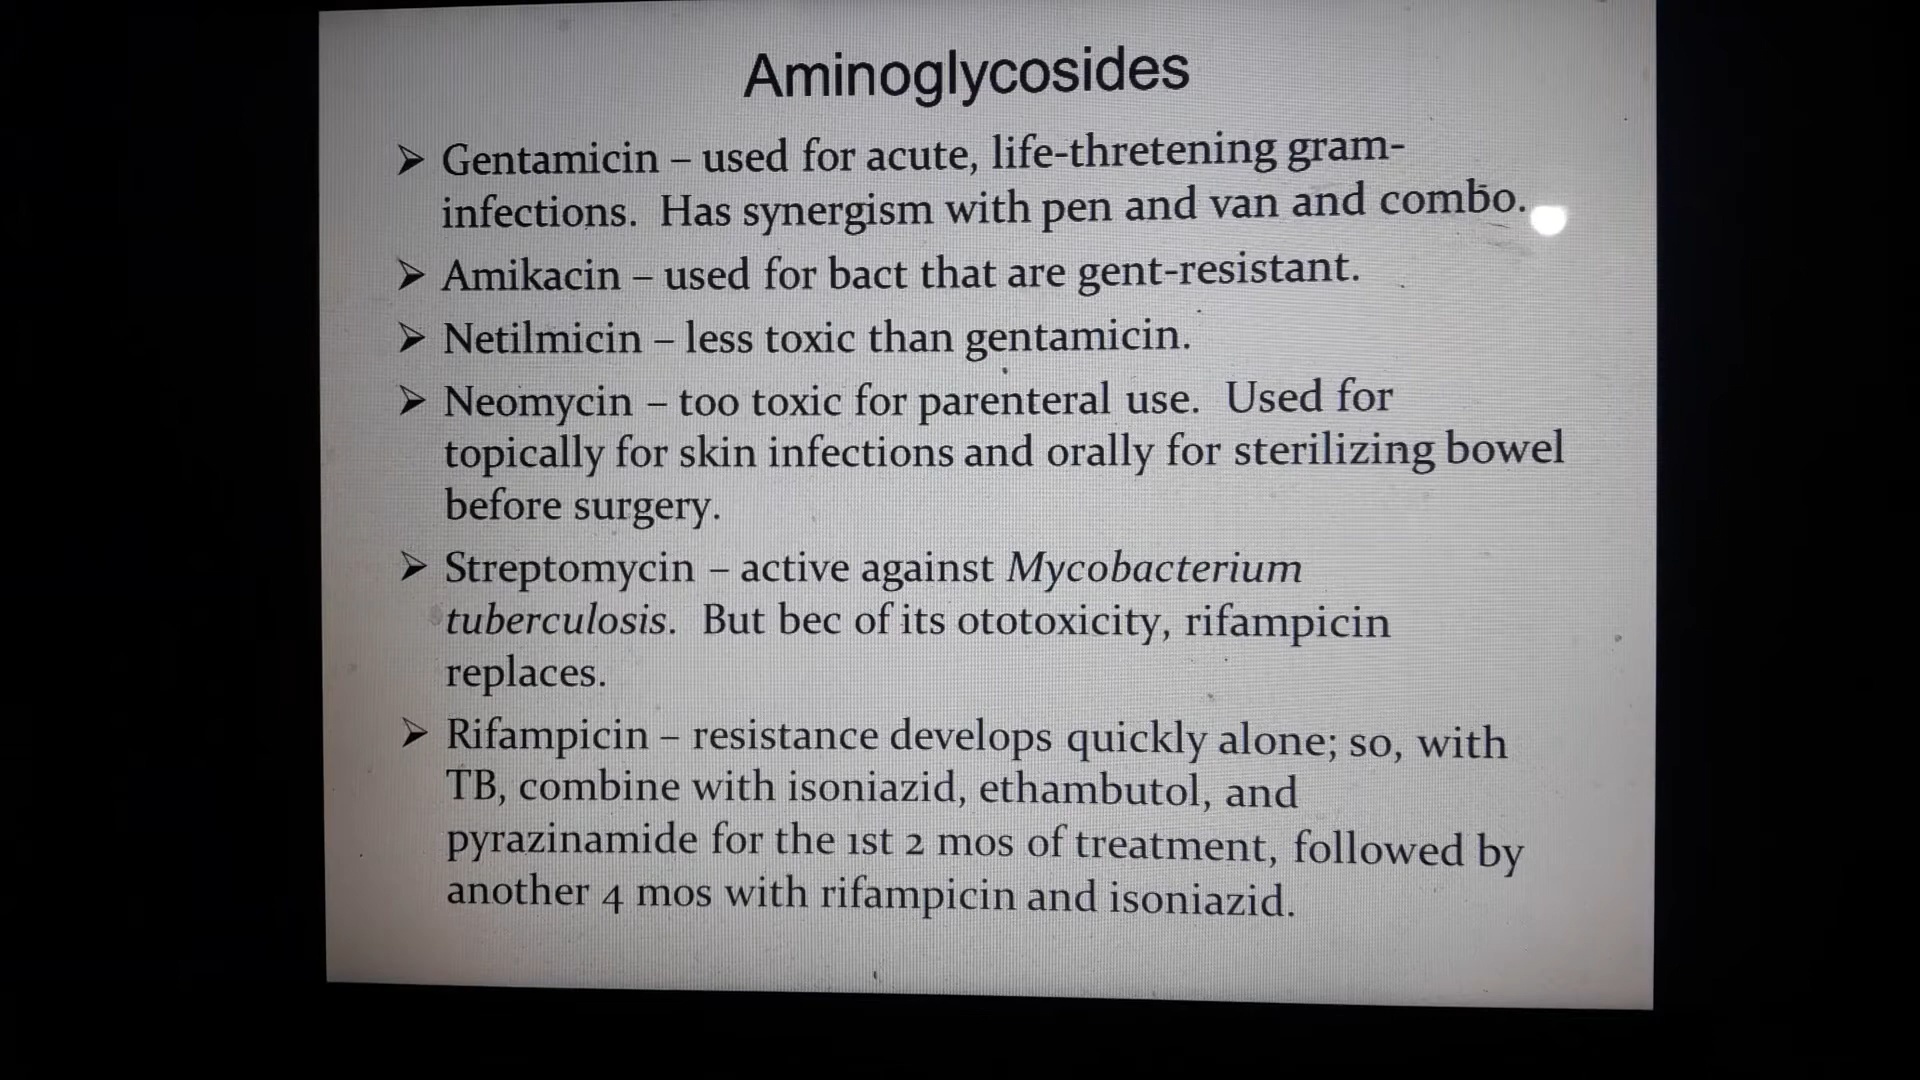 Aminoglycosides
➢ Gentamicin – used for acute, life-thretening gram-
infections. Has synergism with pen and van and combo.
➢ Amikacin – used for bact that are gent-resistant.
➢ Netilmicin – less toxic than gentamicin.
➢ Neomycin – too toxic for parenteral use. Used for
topically for skin infections and orally for sterilizing bowel
before surgery.
➢ Streptomycin – active against Mycobacterium
tuberculosis. But bec of its ototoxicity, rifampicin
replaces.
➢ Rifampicin – resistance develops quickly alone; so, with
TB, combine with isoniazid, ethambutol, and
pyrazinamide for the 1st 2 mos of treatment, followed by
another 4 mos with rifampicin and isoniazid.